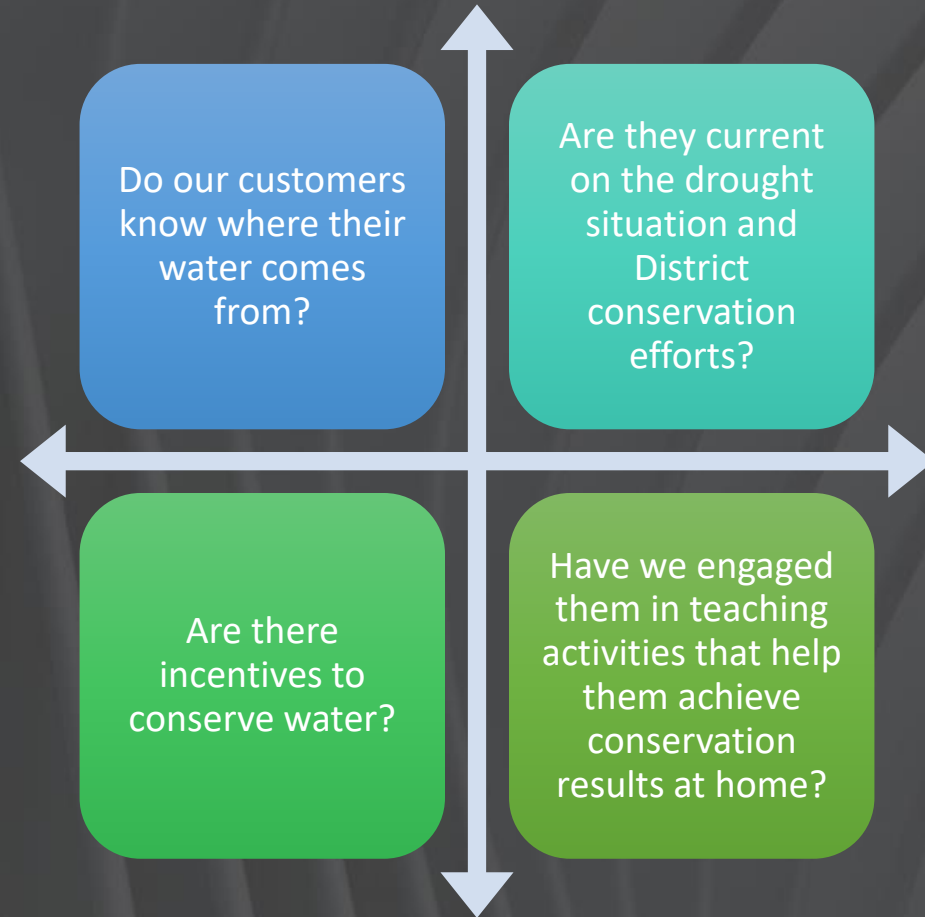 Do our customers
know where their
water comes
from?
Are they current
on the drought
situation and
District
conservation
efforts?
Are there
incentives to
conserve water?
Have we engaged
them in teaching
activities that help
them achieve
conservation
results at home?